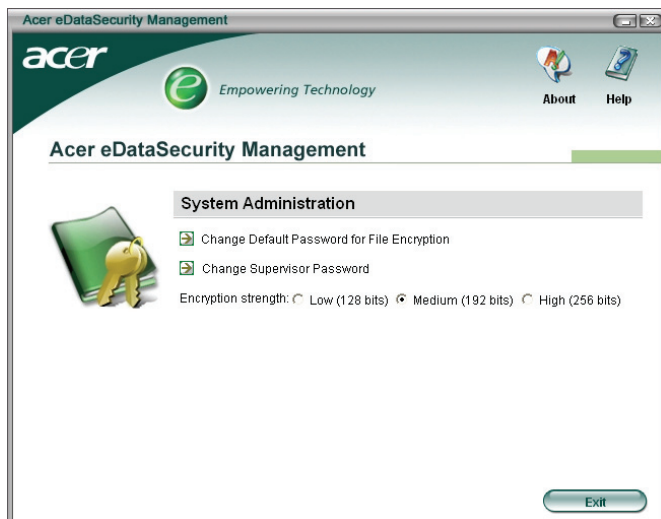 Acer eDataSecurity Management
acer
e Empowering Technology
About Help
Acer eDataSecurity Management
System Administration
Change Default Password for File Encryption
Change Supervisor Password
Encryption strength: Low (128 bits) Medium (192 bits) High (256 bits)
Exit